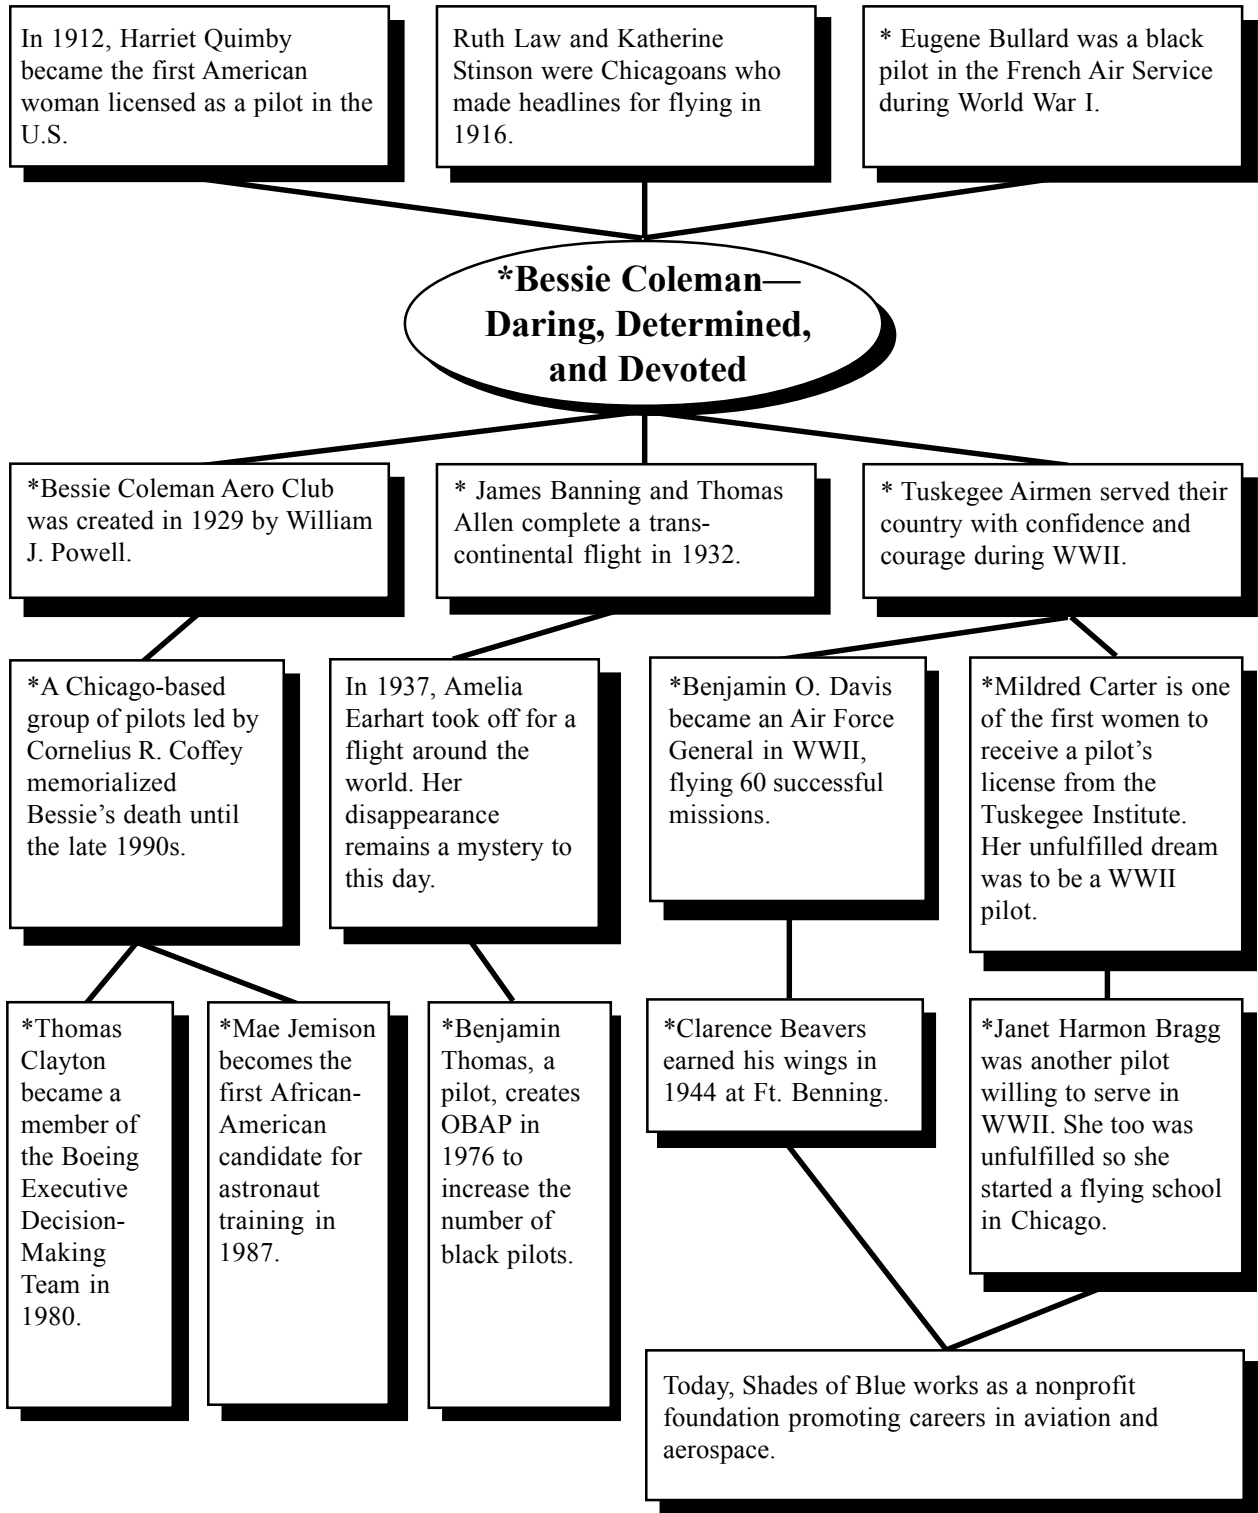 In 1912, Harriet Quimby
became the first American
woman licensed as a pilot in the
U.S.
Ruth Law and Katherine
Stinson were Chicagoans who
made headlines for flying in
1916.
* Eugene Bullard was a black
pilot in the French Air Service
during World War I.
*Bessie Coleman—
Daring, Determined,
and Devoted
*Bessie Coleman Aero Club
was created in 1929 by William
J. Powell.
* James Banning and Thomas
Allen complete a trans-
continental flight in 1932.
* Tuskegee Airmen served their
country with confidence and
courage during WWII.
*A Chicago-based
group of pilots led by
Cornelius R. Coffey
memorialized
Bessie’s death until
the late 1990s.
In 1937, Amelia
Earhart took off for a
flight around the
world. Her
disappearance
remains a mystery to
this day.
*Benjamin O. Davis
became an Air Force
General in WWII,
flying 60 successful
missions.
*Mildred Carter is one
of the first women to
receive a pilot’s
license from the
Tuskegee Institute.
Her unfulfilled dream
was to be a WWII
pilot.
*Thomas
Clayton
became a
member of
the Boeing
Executive
Decision-
Making
Team in
1980.
*Mae Jemison
becomes the
first African-
American
candidate for
astronaut
training in
1987.
*Benjamin
Thomas, a
pilot, creates
OBAP in
1976 to
increase the
number of
black pilots.
*Clarence Beavers
earned his wings in
1944 at Ft. Benning.
*Janet Harmon Bragg
was another pilot
willing to serve in
WWII. She too was
unfulfilled so she
started a flying school
in Chicago.
Today, Shades of Blue works as a nonprofit
foundation promoting careers in aviation and
aerospace.